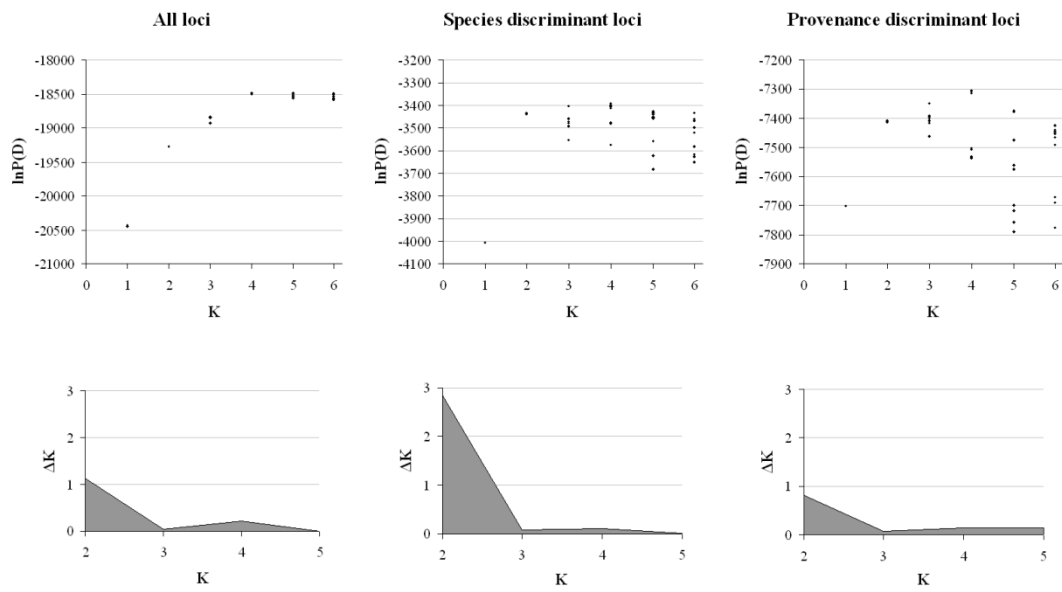 All loci Species discriminant loci Provenance discriminant loci
-18000
-18500
-19000
-19500
-20000
-20500
-21000
lnP(D)
0 1 2 3 4 5 6
K
-3200
-3300
-3400
-3500
-3600
-3700
-3800
-3900
-4000
-4100
lnP(D)
0 1 2 3 4 5 6
K
-7200
-7300
-7400
-7500
-7600
-7700
-7800
-7900
lnP(D)
0 1 2 3 4 5 6
K
3
2
1
0
ΔK
2 3 4 5
K
3
2
1
0
ΔK
2 3 4 5
K
3
2
1
0
ΔK
2 3 4 5
K